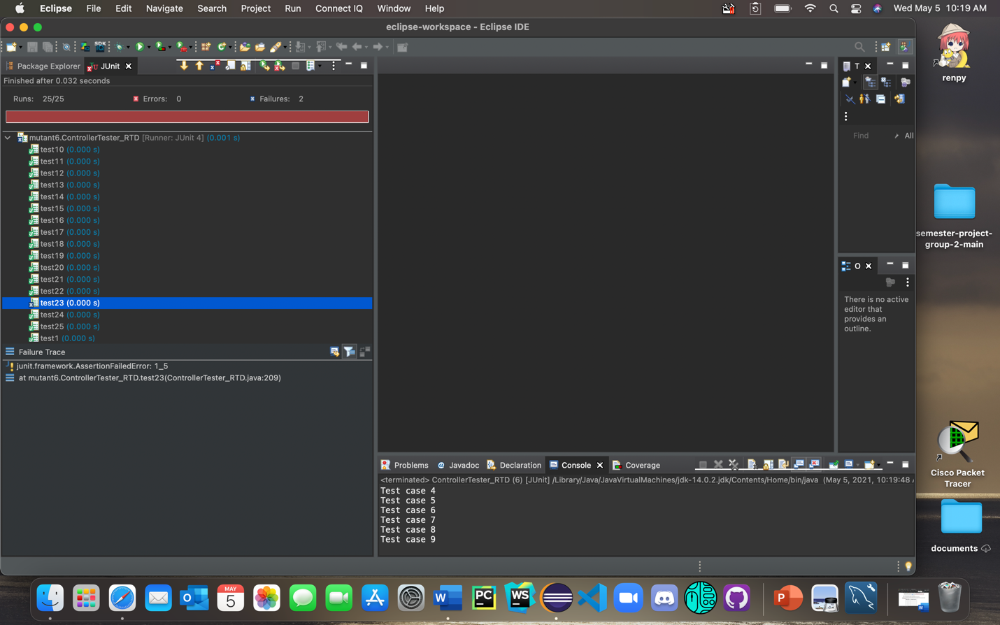 Eclipse File Edit Navigate Search Project Run Connect IQ Window Help Wed May 5 10:19 AM
eclipse-workspace - Eclipse IDE
SDK
Package Explorer JUnit
Finished after 0.032 seconds
Runs: 25/25 Errors: 0 Failures: 2
mutant6.ControllerTester_RTD [Runner: JUnit 4] (0.001 s)
test10 (0.000 s)
test11 (0.000 s)
test12 (0.000 s)
test13 (0.000 s)
test14 (0.000 s)
test15 (0.000 s)
test16 (0.000 s)
test17 (0.000 s)
test18 (0.000 s)
test19 (0.000 s)
test20 (0.000 s)
test21 (0.000 s)
test22 (0.000 s)
test23 (0.000 s)
test24 (0.000 s)
test25 (0.000 s)
test1 (0.000 s)
Failure Trace
junit.framework.AssertionFailedError: 1_5
at mutant6.ControllerTester_RTD.test23(ControllerTester_RTD.java:209)
T
Find All
O
There is no active
editor that
provides an
outline.
Problems @ Javadoc Declaration Console Coverage
<terminated> ControllerTester_RTD (6) [JUnit] /Library/Java/JavaVirtualMachines/jdk-14.0.2.jdk/Contents/Home/bin/java (May 5, 2021, 10:19:48
Test case 4
Test case 5
Test case 6
Test case 7
Test case 8
Test case 9
renpy
semester-project-
group-2-main
Cisco Packet
Tracer
documents
MAY
5
W
PC
WS
P